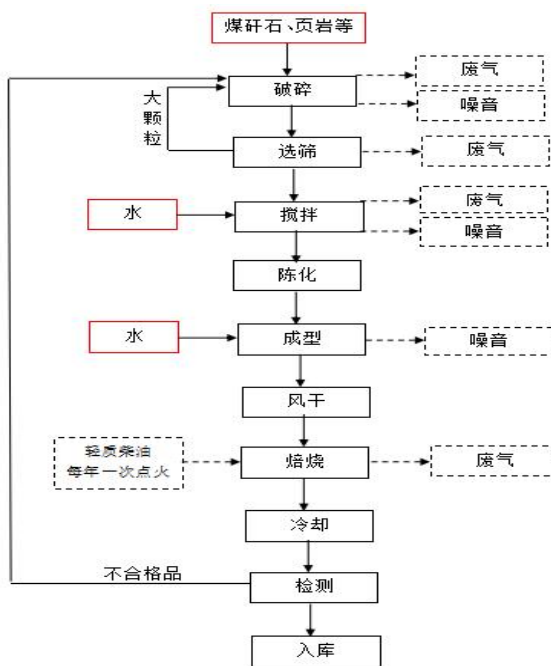 煤矸石、页岩等
废气
破碎
大颗粒
噪音
选筛
废气
废气
水
搅拌
噪音
陈化
水
成型
噪音
风干
轻质柴油
每年一次点火
焙烧
废气
冷却
不合格品
检测
入库